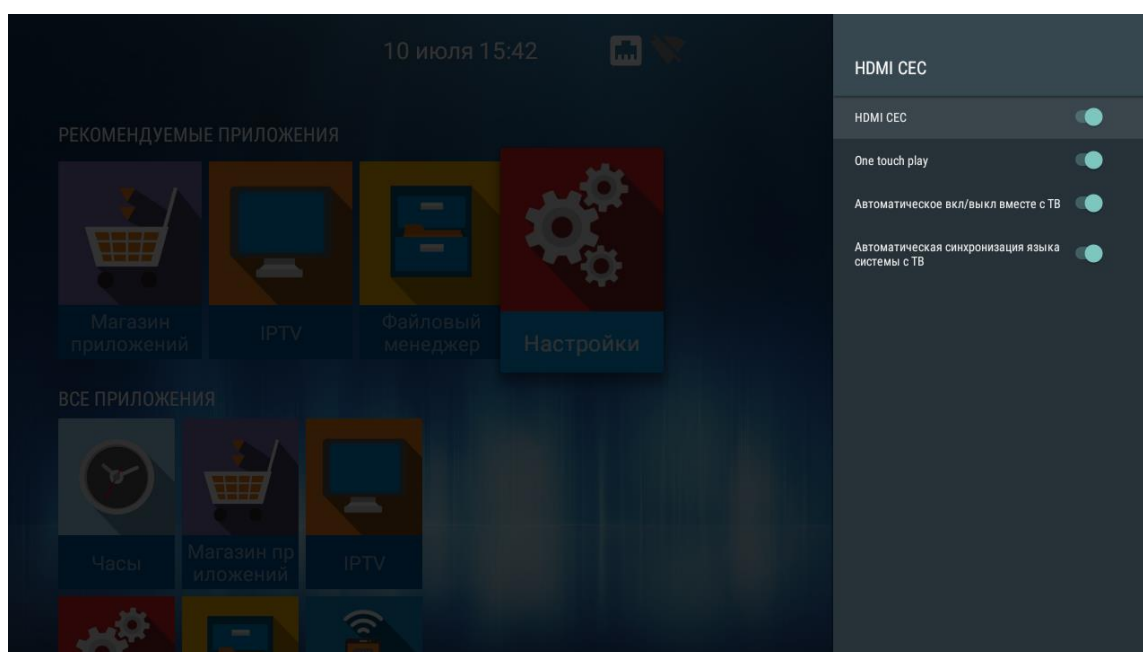 10 июля 15:42
РЕКОМЕНДУЕМЫЕ ПРИЛОЖЕНИЯ
Магазин
приложений
IPTV
Файловый
менеджер
Настройки
ВСЕ ПРИЛОЖЕНИЯ
Часы
Магазин пр
иложений
IPTV
HDMI CEC
HDMI CEC
One touch play
Автоматическое вкл/выкл вместе с ТВ
Автоматическая синхронизация языка
системы с ТВ